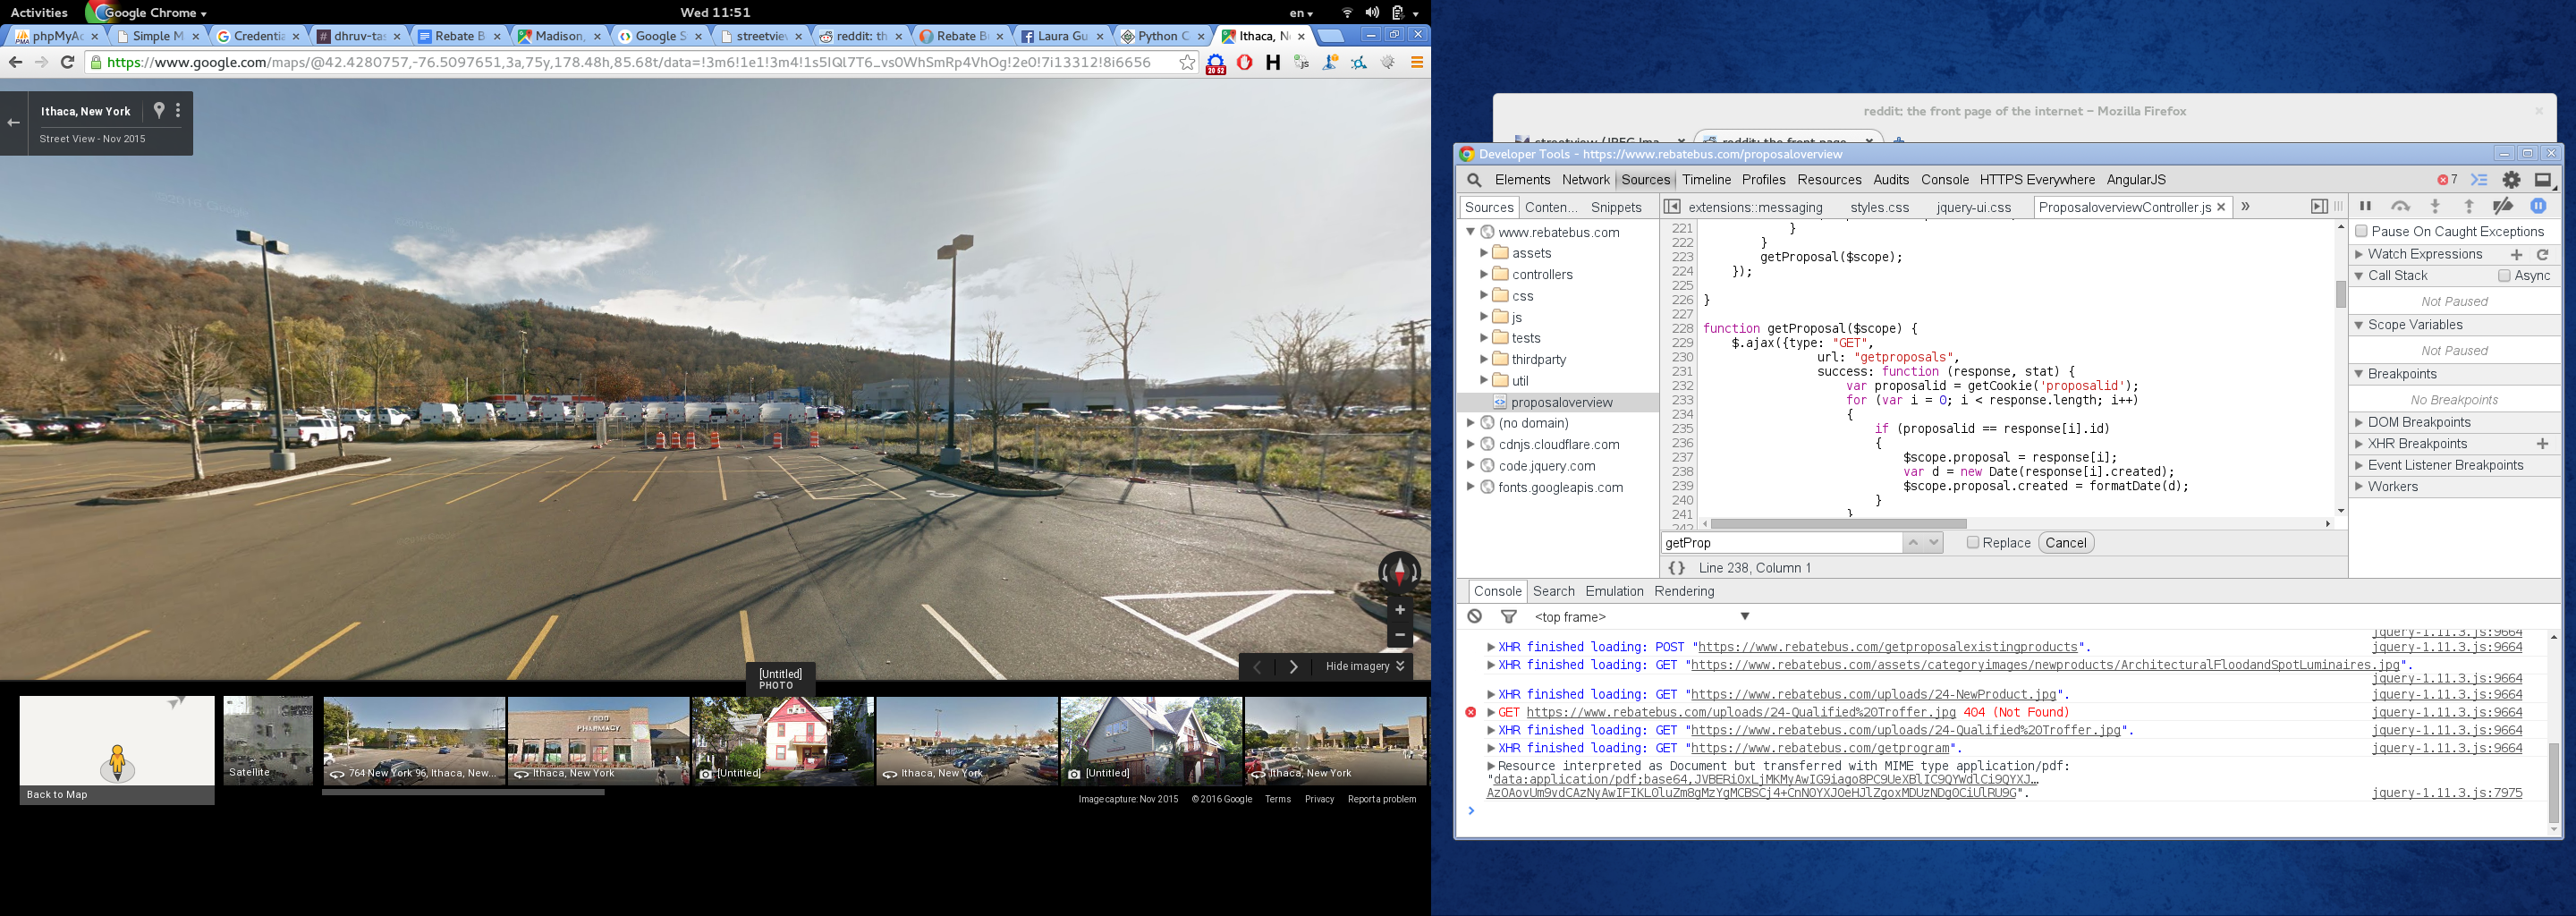 Activities
Google Chrome
Wed 11:51
en
phpMyAc
Simple M
Credentia
dhruv-tas
Rebate B
Madison,
Google S
streetview
reddit: th
Rebate Bu
Laura Gu
Python C
Ithaca, N
https://www.google.com/maps/@42.4280757,-76.5097651,3a,75y,178.48h,85.68t/data=!3m6!1e1!3m4!1s5IQl7T6_vs0WhSmRp4VhOg!2e0!7i13312!8i6656
20 52
Ithaca, New York
Street View - Nov 2015
Hide imagery
[Untitled]
PHOTO
Back to Map
Satellite
764 New York 96, Ithaca, New...
FOOD
PHARMACY
Ithaca, New York
[Untitled]
Ithaca, New York
[Untitled]
Ithaca, New York
Image capture: Nov 2015 © 2016 Google Terms Privacy Report a problem
reddit: the front page of the internet – Mozilla Firefox
streetview (JPEG Ima
reddit: the front page
Developer Tools - https://www.rebatebus.com/proposaloverview
Elements Network Sources Timeline Profiles Resources Audits Console HTTPS Everywhere AngularJS
7
Sources Conten... Snippets
extensions::messaging styles.css jquery-ui.css ProposaloverviewController.js
www.rebatebus.com
assets
controllers
css
js
tests
thirdparty
util
proposaloverview
(no domain)
cdnjs.cloudflare.com
code.jquery.com
fonts.googleapis.com
221 }
222 }
223 getProposal($scope);
224 });
225
226 }
227
228 function getProposal($scope) {
229 $.ajax({type: "GET",
230 url: "getproposals",
231 success: function (response, stat) {
232 var proposalid = getCookie('proposalid');
233 for (var i = 0; i < response.length; i++)
234 {
235 if (proposalid == response[i].id)
236 {
237 $scope.proposal = response[i];
238 var d = new Date(response[i].created);
239 $scope.proposal.created = formatDate(d);
240 }
241 }
242
getProp
Replace
Cancel
{ } Line 238, Column 1
Pause On Caught Exceptions
Watch Expressions
Call Stack
Async
Not Paused
Scope Variables
Not Paused
Breakpoints
No Breakpoints
DOM Breakpoints
XHR Breakpoints
Event Listener Breakpoints
Workers
Console Search Emulation Rendering
<top frame>
jquery-1.11.3.js:9664
XHR finished loading: POST "https://www.rebatebus.com/getproposalexistingproducts". jquery-1.11.3.js:9664
XHR finished loading: GET "https://www.rebatebus.com/assets/categoryimages/newproducts/ArchitecturalFloodandSpotLuminaires.jpg".
jquery-1.11.3.js:9664
XHR finished loading: GET "https://www.rebatebus.com/uploads/24-NewProduct.jpg". jquery-1.11.3.js:9664
GET https://www.rebatebus.com/uploads/24-Qualified%20Troffer.jpg 404 (Not Found) jquery-1.11.3.js:9664
XHR finished loading: GET "https://www.rebatebus.com/uploads/24-Qualified%20Troffer.jpg". jquery-1.11.3.js:9664
XHR finished loading: GET "https://www.rebatebus.com/getprogram". jquery-1.11.3.js:9664
Resource interpreted as Document but transferred with MIME type application/pdf:
"data:application/pdf;base64,JVBERi0xLjMKMyAwIG9iago8PC9UeXBlIC9QYWdlCi9QYXJ…
AzOAovUm9vdCAzNyAwIFIKL0luZm8gMzYgMCBSCj4+CnN0YXJ0eHJlZgoxMDUzNDg0CiUlRU9G". jquery-1.11.3.js:7975